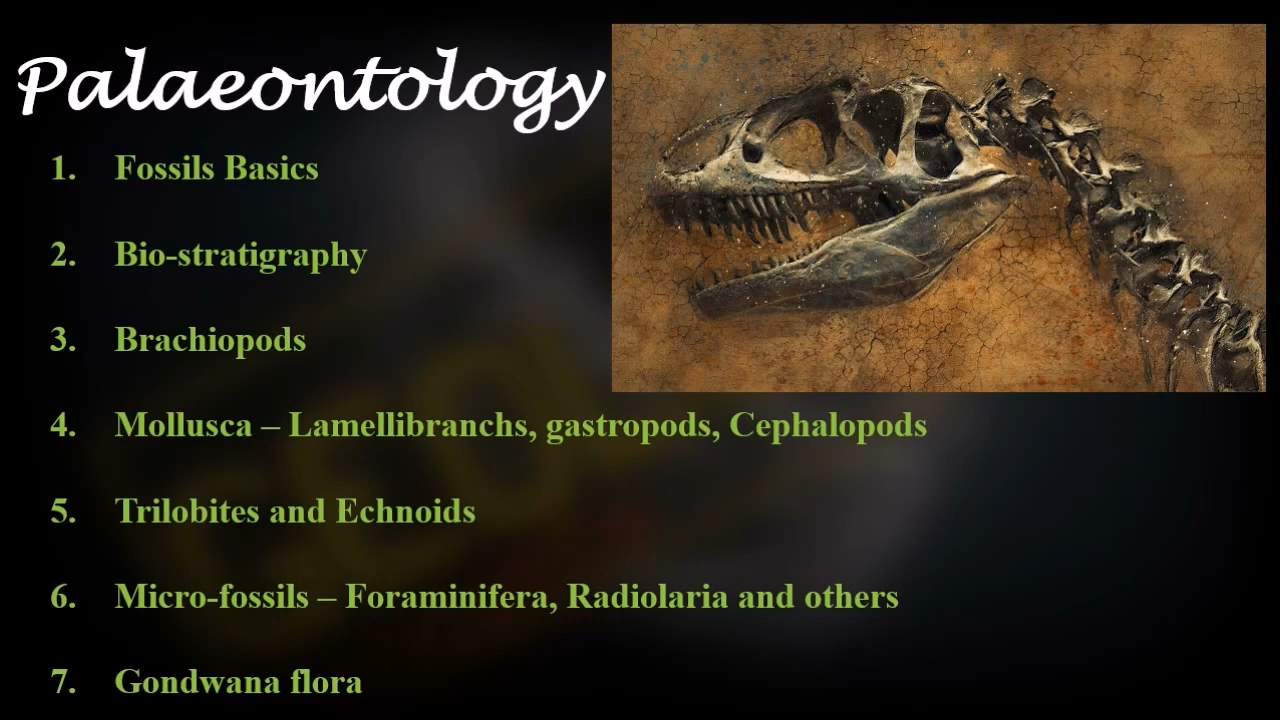 Palaeontology
1. Fossils Basics
2. Bio-stratigraphy
3. Brachiopods
4. Mollusca – Lamellibranchs, gastropods, Cephalopods
5. Trilobites and Echnoids
6. Micro-fossils – Foraminifera, Radiolaria and others
7. Gondwana flora